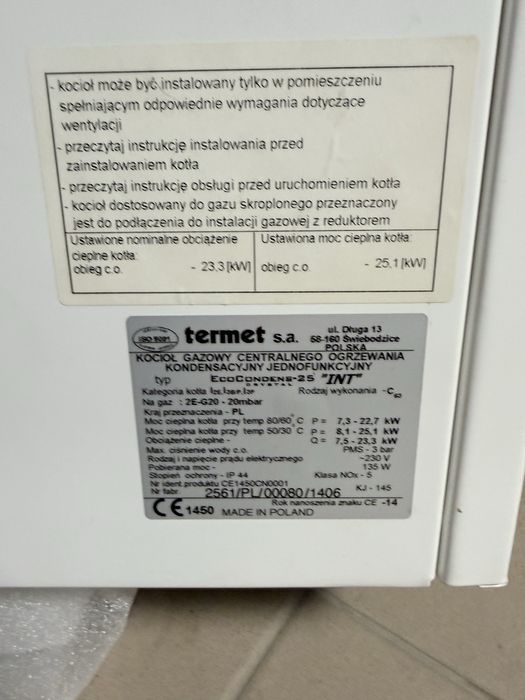 - kocioł może być instalowany tylko w pomieszczeniu
spełniającym odpowiednie wymagania dotyczące
wentylacji
- przeczytaj instrukcję instalowania przed
zainstalowaniem kotła
- przeczytaj instrukcję obsługi przed uruchomieniem kotła
- kocioł dostosowany do gazu skroplonego przeznaczony
jest do podłączenia do instalacji gazowej z reduktorem
Ustawione nominalne obciążenie
cieplne kotła:
obieg c.o. - 23,3 [kW]
Ustawiona moc cieplna kotła:
obieg c.o. - 25,1 [kW]
ISO 9001
termet s.a.
ul. Długa 13
58-160 Świebodzice
POLSKA
KOCIOŁ GAZOWY CENTRALNEGO OGRZEWANIA
KONDENSACYJNY JEDNOFUNKCYJNY
typ EcoCondens-25 "INT"
CRYSTAL
Kategoria kotła Rodzaj wykonania -C63
Na gaz : 2E-G20 - 20mbar
Kraj przeznaczenia - PL
Moc cieplna kotła przy temp 80/60°C P = 7,3 - 22,7 kW
Moc cieplna kotła przy temp 50/30°C P = 8,1 - 25,1 kW
Obciążenie cieplne - Q = 7,5 - 23,3 kW
Max. ciśnienie wody c.o. PMS - 3 bar
Rodzaj i napięcie prądu elektrycznego ~230 V
Pobierana moc - 135 W
Stopień ochrony - IP 44 Klasa NOx - 5
Nr ident produktu CE1450CN0001 KJ - 145
Nr fabr. 2561/PL/00080/1406
Rok nanoszenia znaku CE -14
CE 1450 MADE IN POLAND